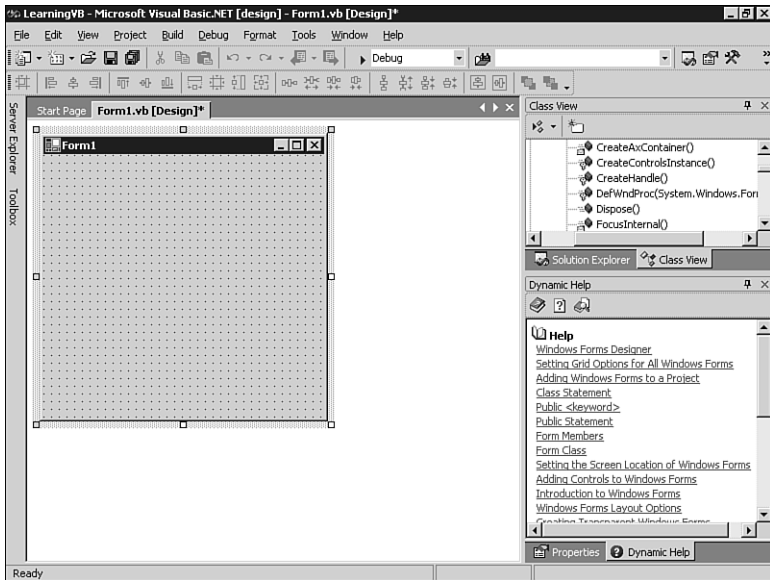 LearningVB - Microsoft Visual Basic.NET [design] - Form1.vb [Design]*
File Edit View Project Build Debug Format Tools Window Help
Debug
Server Explorer
Toolbox
Start Page Form1.vb [Design]*
Form1
Class View
CreateAxContainer()
CreateControlsInstance()
CreateHandle()
DefWndProc(System.Windows.For
Dispose()
FocusInternal()
Solution Explorer Class View
Dynamic Help
Help
Windows Forms Designer
Setting Grid Options for All Windows Forms
Adding Windows Forms to a Project
Class Statement
Public <keyword>
Public Statement
Form Members
Form Class
Setting the Screen Location of Windows Forms
Adding Controls to Windows Forms
Introduction to Windows Forms
Windows Forms Layout Options
Creating Transparent Windows Forms
Properties Dynamic Help
Ready